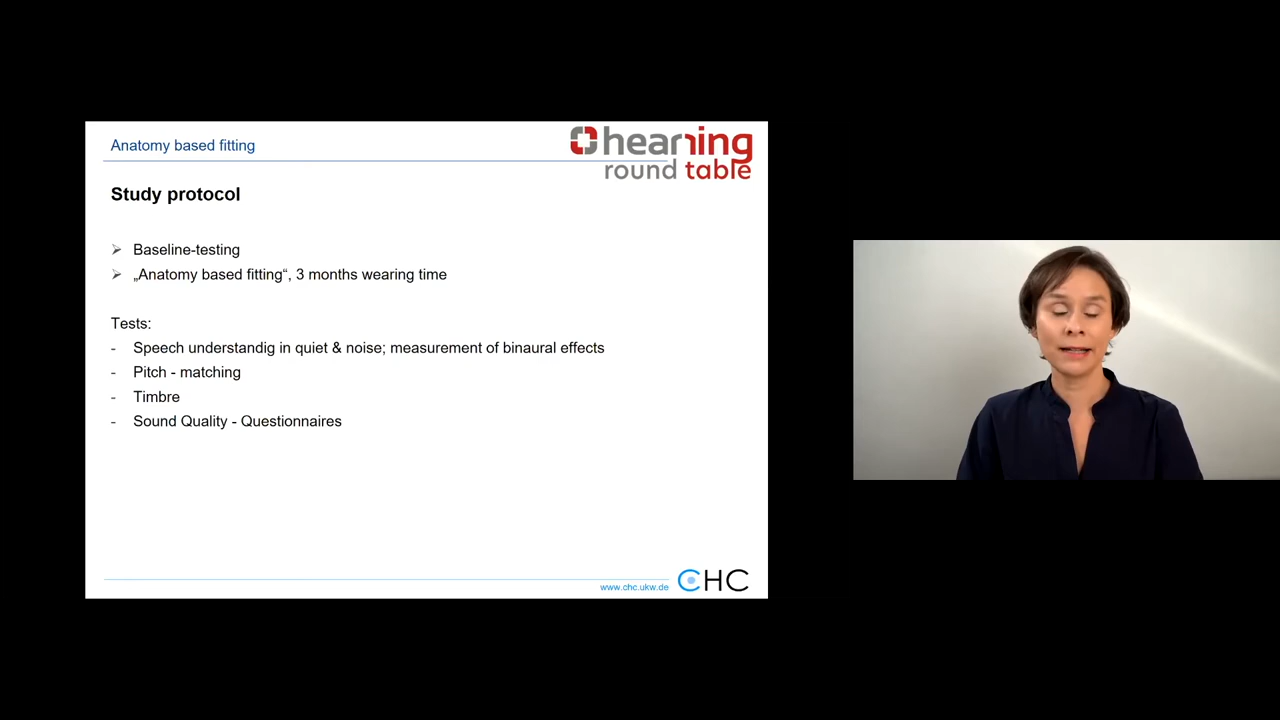 Anatomy based fitting
hearring
round table
Study protocol
➢ Baseline-testing
➢ „Anatomy based fitting“, 3 months wearing time
Tests:
- Speech understandig in quiet & noise; measurement of binaural effects
- Pitch - matching
- Timbre
- Sound Quality - Questionnaires
www.chc.ukw.de
CHC